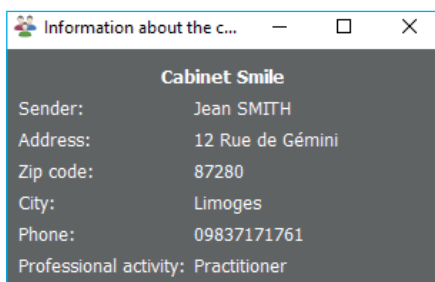 Information about the c...
Cabinet Smile
Sender: Jean SMITH
Address: 12 Rue de Gémini
Zip code: 87280
City: Limoges
Phone: 09837171761
Professional activity: Practitioner